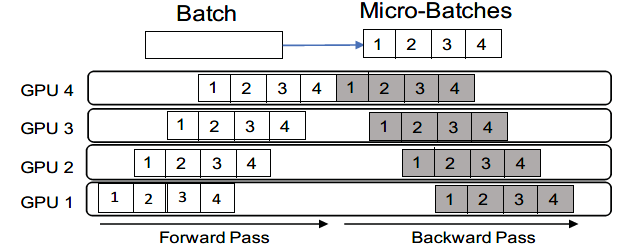 Batch Micro-Batches
1 2 3 4
GPU 4 1 2 3 4 1 2 3 4
GPU 3 1 2 3 4 1 2 3 4
GPU 2 1 2 3 4 1 2 3 4
GPU 1 1 2 3 4 1 2 3 4
Forward Pass Backward Pass